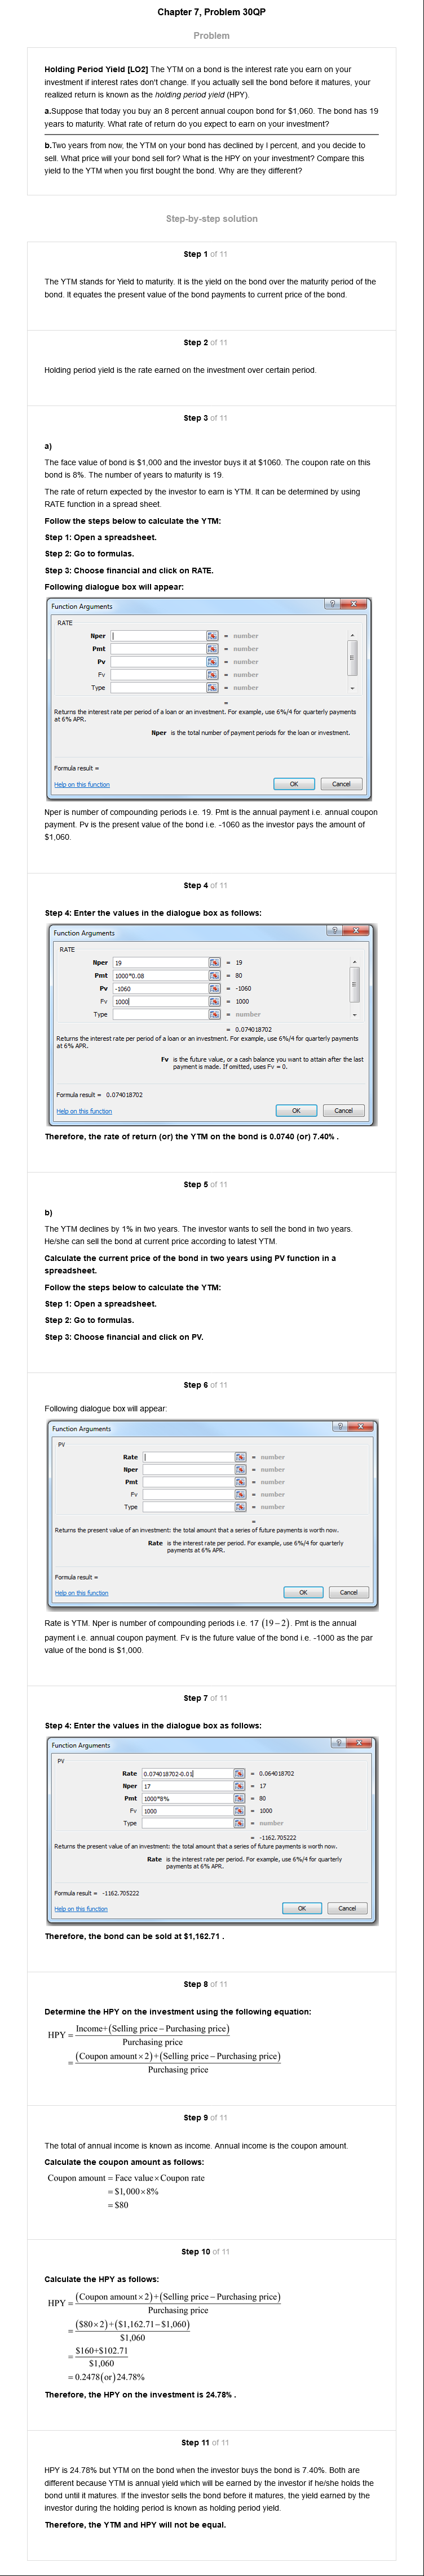 Chapter 7, Problem 30QP
Problem
Holding Period Yield [LO2] The YTM on a bond is the interest rate you earn on your
investment if interest rates don't change. If you actually sell the bond before it matures, your
realized return is known as the holding period yield (HPY).
a.Suppose that today you buy an 8 percent annual coupon bond for $1,060. The bond has 19
years to maturity. What rate of return do you expect to earn on your investment?
b.Two years from now, the YTM on your bond has declined by l percent, and you decide to
sell. What price will your bond sell for? What is the HPY on your investment? Compare this
yield to the YTM when you first bought the bond. Why are they different?
Step-by-step solution
Step 1 of 11
The YTM stands for Yield to maturity. It is the yield on the bond over the maturity period of the
bond. It equates the present value of the bond payments to current price of the bond.
Step 2 of 11
Holding period yield is the rate earned on the investment over certain period.
Step 3 of 11
a)
The face value of bond is $1,000 and the investor buys it at $1060. The coupon rate on this
bond is 8%. The number of years to maturity is 19.
The rate of return expected by the investor to earn is YTM. It can be determined by using
RATE function in a spread sheet.
Follow the steps below to calculate the YTM:
Step 1: Open a spreadsheet.
Step 2: Go to formulas.
Step 3: Choose financial and click on RATE.
Following dialogue box will appear:
Function Arguments
RATE
Nper = number
Pmt = number
Pv = number
Fv = number
Type = number
=
Returns the interest rate per period of a loan or an investment. For example, use 6%/4 for quarterly payments
at 6% APR.
Nper is the total number of payment periods for the loan or investment.
Formula result =
Help on this function OK Cancel
Nper is number of compounding periods i.e. 19. Pmt is the annual payment i.e. annual coupon
payment. Pv is the present value of the bond i.e. -1060 as the investor pays the amount of
$1,060.
Step 4 of 11
Step 4: Enter the values in the dialogue box as follows:
Function Arguments
RATE
Nper 19 = 19
Pmt 1000*0.08 = 80
Pv -1060 = -1060
Fv 1000 = 1000
Type = number
= 0.074018702
Returns the interest rate per period of a loan or an investment. For example, use 6%/4 for quarterly payments
at 6% APR.
Fv is the future value, or a cash balance you want to attain after the last
payment is made. If omitted, uses Fv = 0.
Formula result = 0.074018702
Help on this function OK Cancel
Therefore, the rate of return (or) the YTM on the bond is 0.0740 (or) 7.40% .
Step 5 of 11
b)
The YTM declines by 1% in two years. The investor wants to sell the bond in two years.
He/she can sell the bond at current price according to latest YTM.
Calculate the current price of the bond in two years using PV function in a
spreadsheet.
Follow the steps below to calculate the YTM:
Step 1: Open a spreadsheet.
Step 2: Go to formulas.
Step 3: Choose financial and click on PV.
Step 6 of 11
Following dialogue box will appear:
Function Arguments
PV
Rate = number
Nper = number
Pmt = number
Fv = number
Type = number
=
Returns the present value of an investment: the total amount that a series of future payments is worth now.
Rate is the interest rate per period. For example, use 6%/4 for quarterly
payments at 6% APR.
Formula result =
Help on this function OK Cancel
Rate is YTM. Nper is number of compounding periods i.e. 17 (19 – 2). Pmt is the annual
payment i.e. annual coupon payment. Fv is the future value of the bond i.e. -1000 as the par
value of the bond is $1,000.
Step 7 of 11
Step 4: Enter the values in the dialogue box as follows:
Function Arguments
PV
Rate 0.074018702-0.01 = 0.064018702
Nper 17 = 17
Pmt 1000*8% = 80
Fv 1000 = 1000
Type = number
= -1162.705222
Returns the present value of an investment: the total amount that a series of future payments is worth now.
Rate is the interest rate per period. For example, use 6%/4 for quarterly
payments at 6% APR.
Formula result = -1162.705222
Help on this function OK Cancel
Therefore, the bond can be sold at $1,162.71 .
Step 8 of 11
Determine the HPY on the investment using the following equation:
HPY = Income+(Selling price – Purchasing price)
Purchasing price
= (Coupon amount × 2)+(Selling price – Purchasing price)
Purchasing price
Step 9 of 11
The total of annual income is known as income. Annual income is the coupon amount.
Calculate the coupon amount as follows:
Coupon amount = Face value × Coupon rate
= $1,000 × 8%
= $80
Step 10 of 11
Calculate the HPY as follows:
HPY = (Coupon amount × 2)+(Selling price – Purchasing price)
Purchasing price
= ($80 × 2)+($1,162.71 – $1,060)
$1,060
= $160+$102.71
$1,060
= 0.2478(or)24.78%
Therefore, the HPY on the investment is 24.78% .
Step 11 of 11
HPY is 24.78% but YTM on the bond when the investor buys the bond is 7.40%. Both are
different because YTM is annual yield which will be earned by the investor if he/she holds the
bond until it matures. If the investor sells the bond before it matures, the yield earned by the
investor during the holding period is known as holding period yield.
Therefore, the YTM and HPY will not be equal.